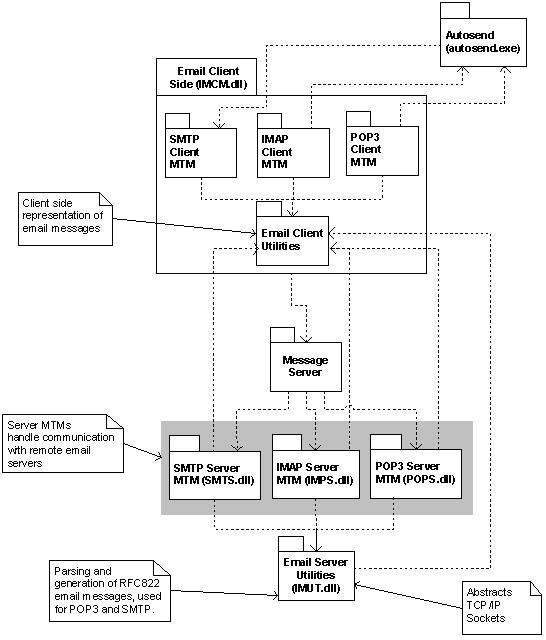 Autosend
(autosend.exe)
Email Client
Side (IMCM.dll)
SMTP
Client
MTM
IMAP
Client
MTM
POP3
Client
MTM
Client side
representation of
email messages
Email Client
Utilities
Message
Server
Server MTMs
handle communication
with remote email
servers
SMTP Server
MTM (SMTS.dll)
IMAP Server
MTM (IMPS.dll)
POP3 Server
MTM (POPS.dll)
Email Server
Utilities
(IMUT.dll)
Parsing and
generation of RFC822
email messages, used
for POP3 and SMTP.
Abstracts
TCP/IP
Sockets